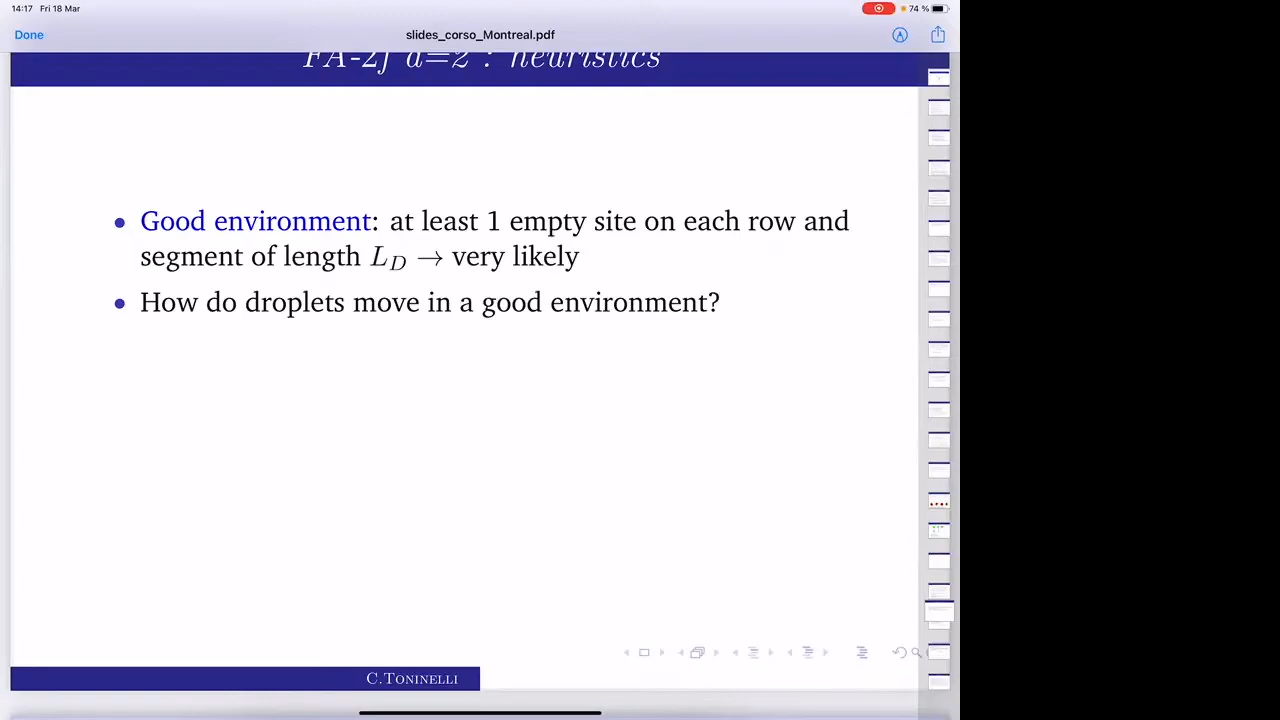 14:17 Fri 18 Mar
74 %
Done
slides_corso_Montreal.pdf
FA-2f d=2 : heuristics
• Good environment: at least 1 empty site on each row and
segment of length L_D → very likely
• How do droplets move in a good environment?
C.Toninelli